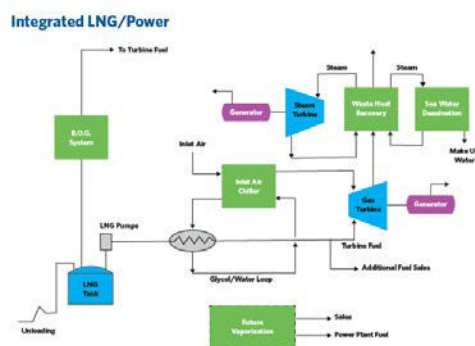 Integrated LNG/Power
To Turbine Fuel
Steam
Steam
Generator
Steam
Turbine
Waste Heat
Recovery
Sea Water
Desalination
B.O.G.
System
Inlet Air
Make U
Water
Inlet Air
Chiller
Gas
Turbine
Generator
LNG Pumps
Turbine Fuel
Additional Fuel Sales
Glycol/Water Loop
LNG
Tank
Unloading
Future
Vaporization
Sales
Power Plant Fuel